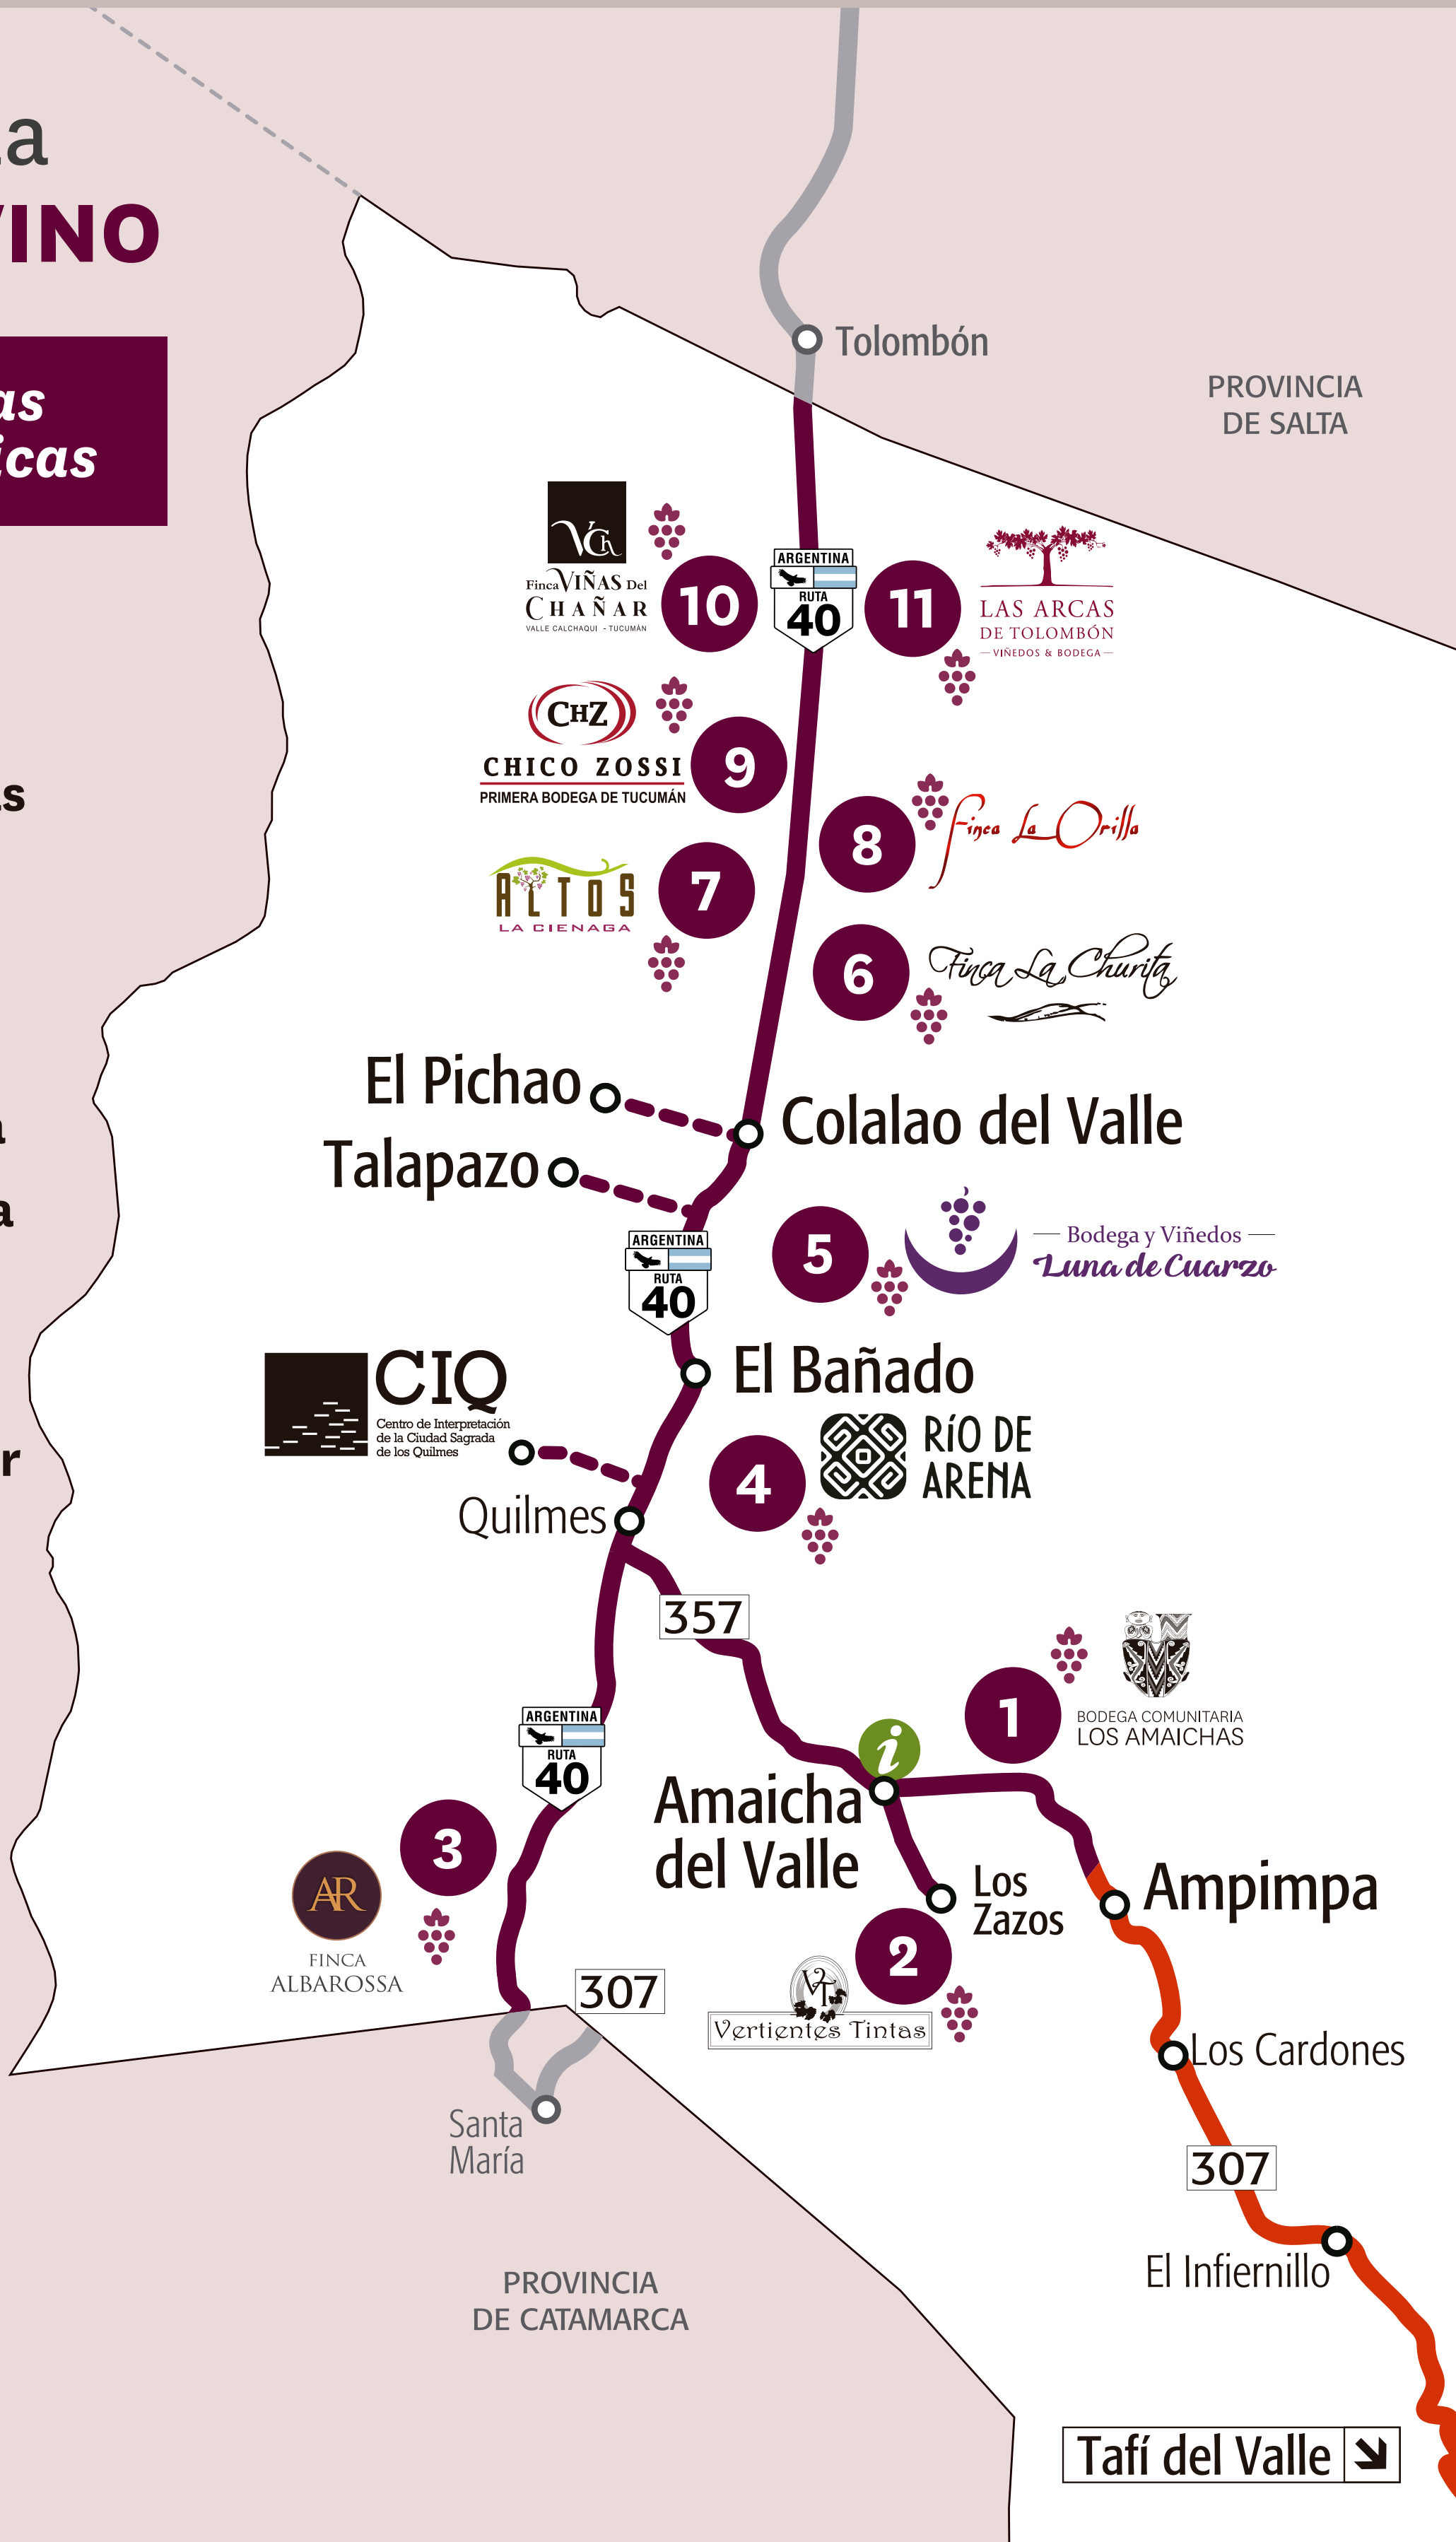 a
VINO
as
icas
s
a
a
r
Tolombón
PROVINCIA
DE SALTA
VCh
Finca VIÑAS Del
CHAÑAR
VALLE CALCHAQUI - TUCUMÁN
10
ARGENTINA
RUTA
40
11
LAS ARCAS
DE TOLOMBÓN
VIÑEDOS & BODEGA
CHZ
CHICO ZOSSI
PRIMERA BODEGA DE TUCUMÁN
9
8
Finca La Orilla
ALTOS
LA CIENAGA
7
6
Finca La Churita
El Pichao
Colalao del Valle
Talapazo
ARGENTINA
RUTA
40
5
Bodega y Viñedos
Luna de Cuarzo
El Bañado
CIQ
Centro de Interpretación
de la Ciudad Sagrada
de los Quilmes
4
RÍO DE
ARENA
Quilmes
357
1
BODEGA COMUNITARIA
LOS AMAICHAS
ARGENTINA
RUTA
40
i
Amaicha
del Valle
3
AR
FINCA
ALBAROSSA
Los
Zazos
Ampimpa
2
VT
Vertientes Tintas
307
Los Cardones
Santa
María
307
El Infiernillo
PROVINCIA
DE CATAMARCA
Tafí del Valle